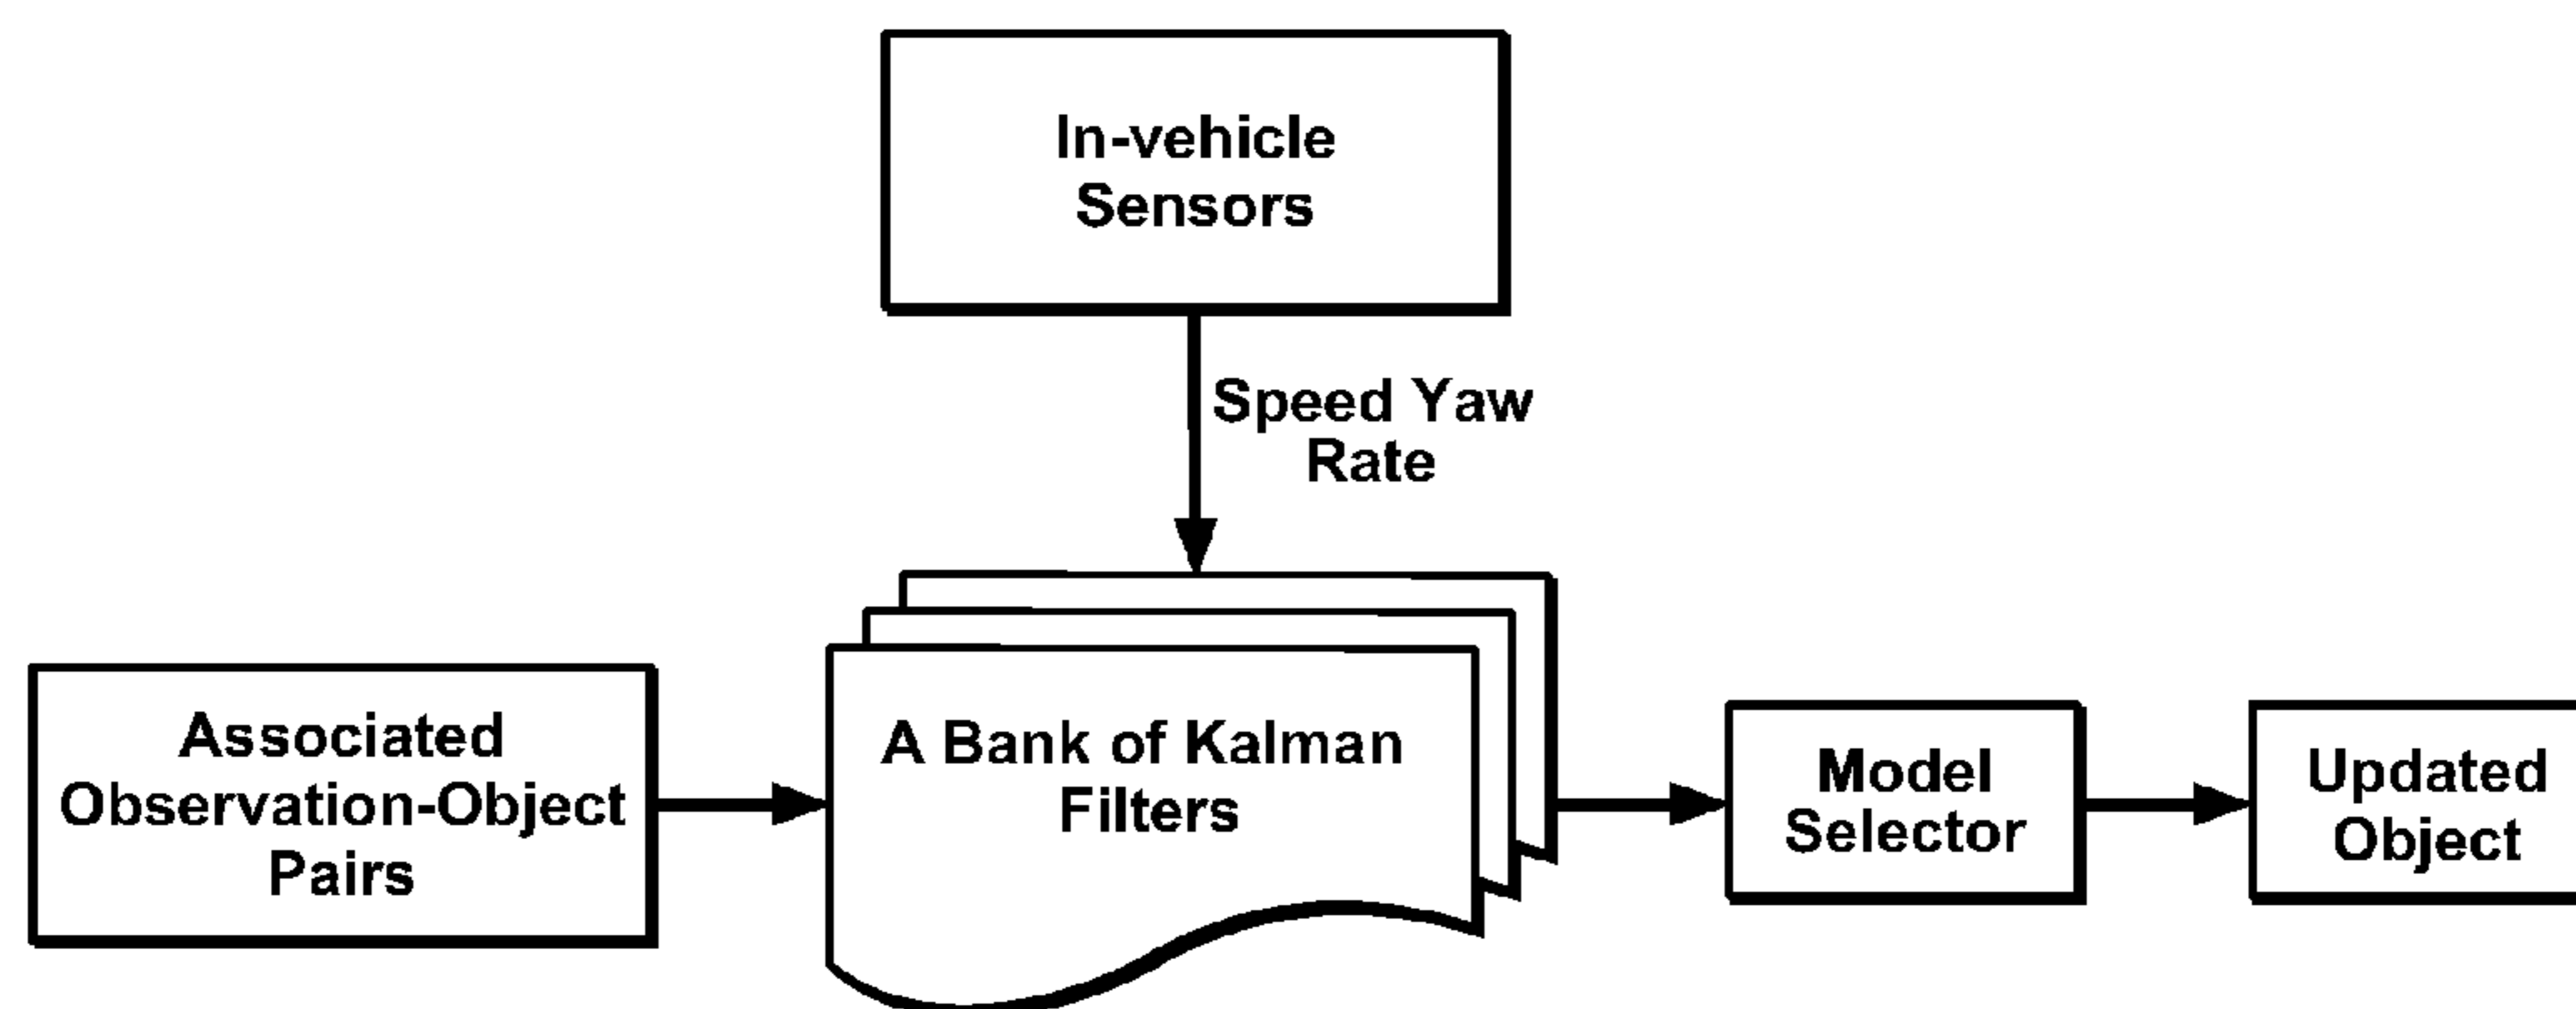 In-vehicle
Sensors
Speed Yaw
Rate
Associated
Observation-Object
Pairs
A Bank of Kalman
Filters
Model
Selector
Updated
Object